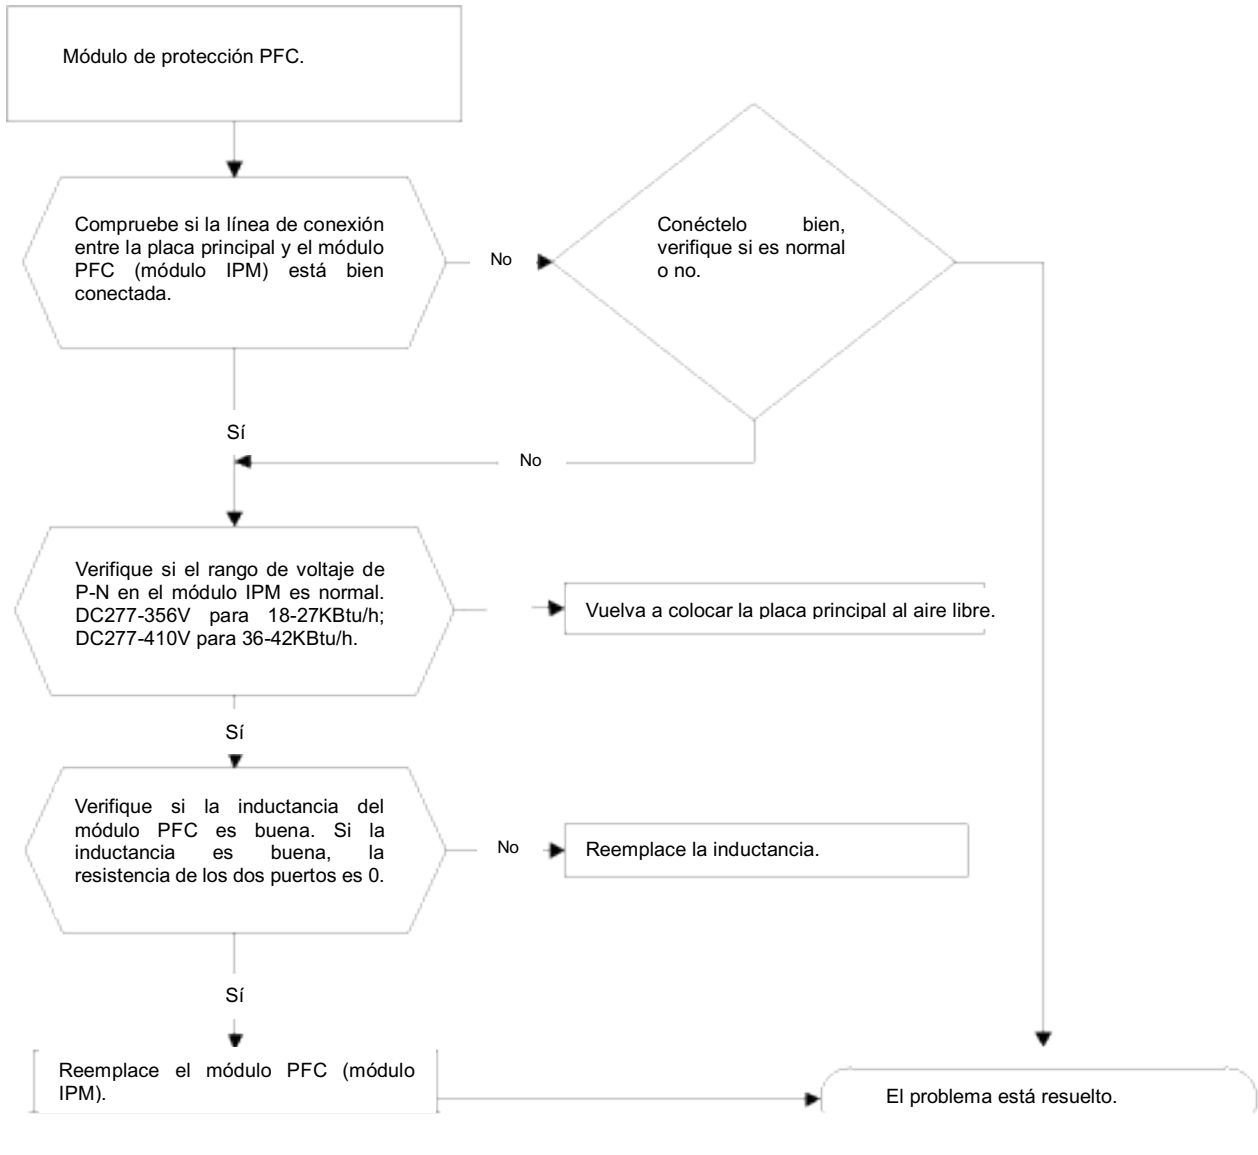 Módulo de protección PFC.
Compruebe si la línea de conexión
entre la placa principal y el módulo
PFC (módulo IPM) está bien
conectada.
No
Conéctelo bien,
verifique si es normal
o no.
Sí
No
Verifique si el rango de voltaje de
P-N en el módulo IPM es normal.
DC277-356V para 18-27KBtu/h;
DC277-410V para 36-42KBtu/h.
Vuelva a colocar la placa principal al aire libre.
Sí
Verifique si la inductancia del
módulo PFC es buena. Si la
inductancia es buena, la
resistencia de los dos puertos es 0.
No
Reemplace la inductancia.
Sí
Reemplace el módulo PFC (módulo
IPM).
El problema está resuelto.